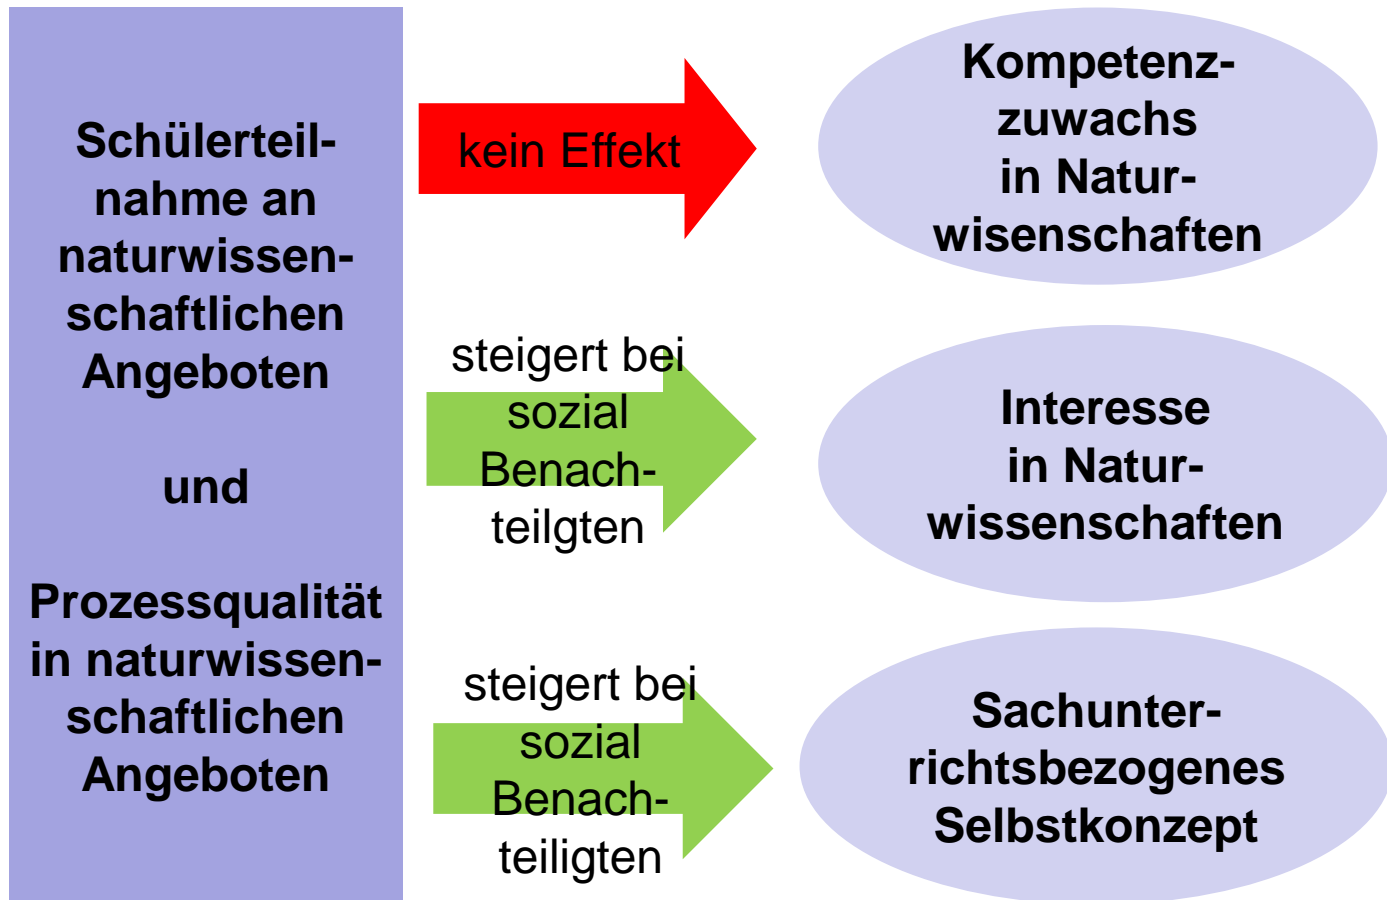 Schülerteil-
nahme an
naturwissen-
schaftlichen
Angeboten
und
Prozessqualität
in naturwissen-
schaftlichen
Angeboten
kein Effekt
Kompetenz-
zuwachs
in Natur-
wisenschaften
steigert bei
sozial
Benach-
teilgten
Interesse
in Natur-
wissenschaften
steigert bei
sozial
Benach-
teiligten
Sachunter-
richtsbezogenes
Selbstkonzept